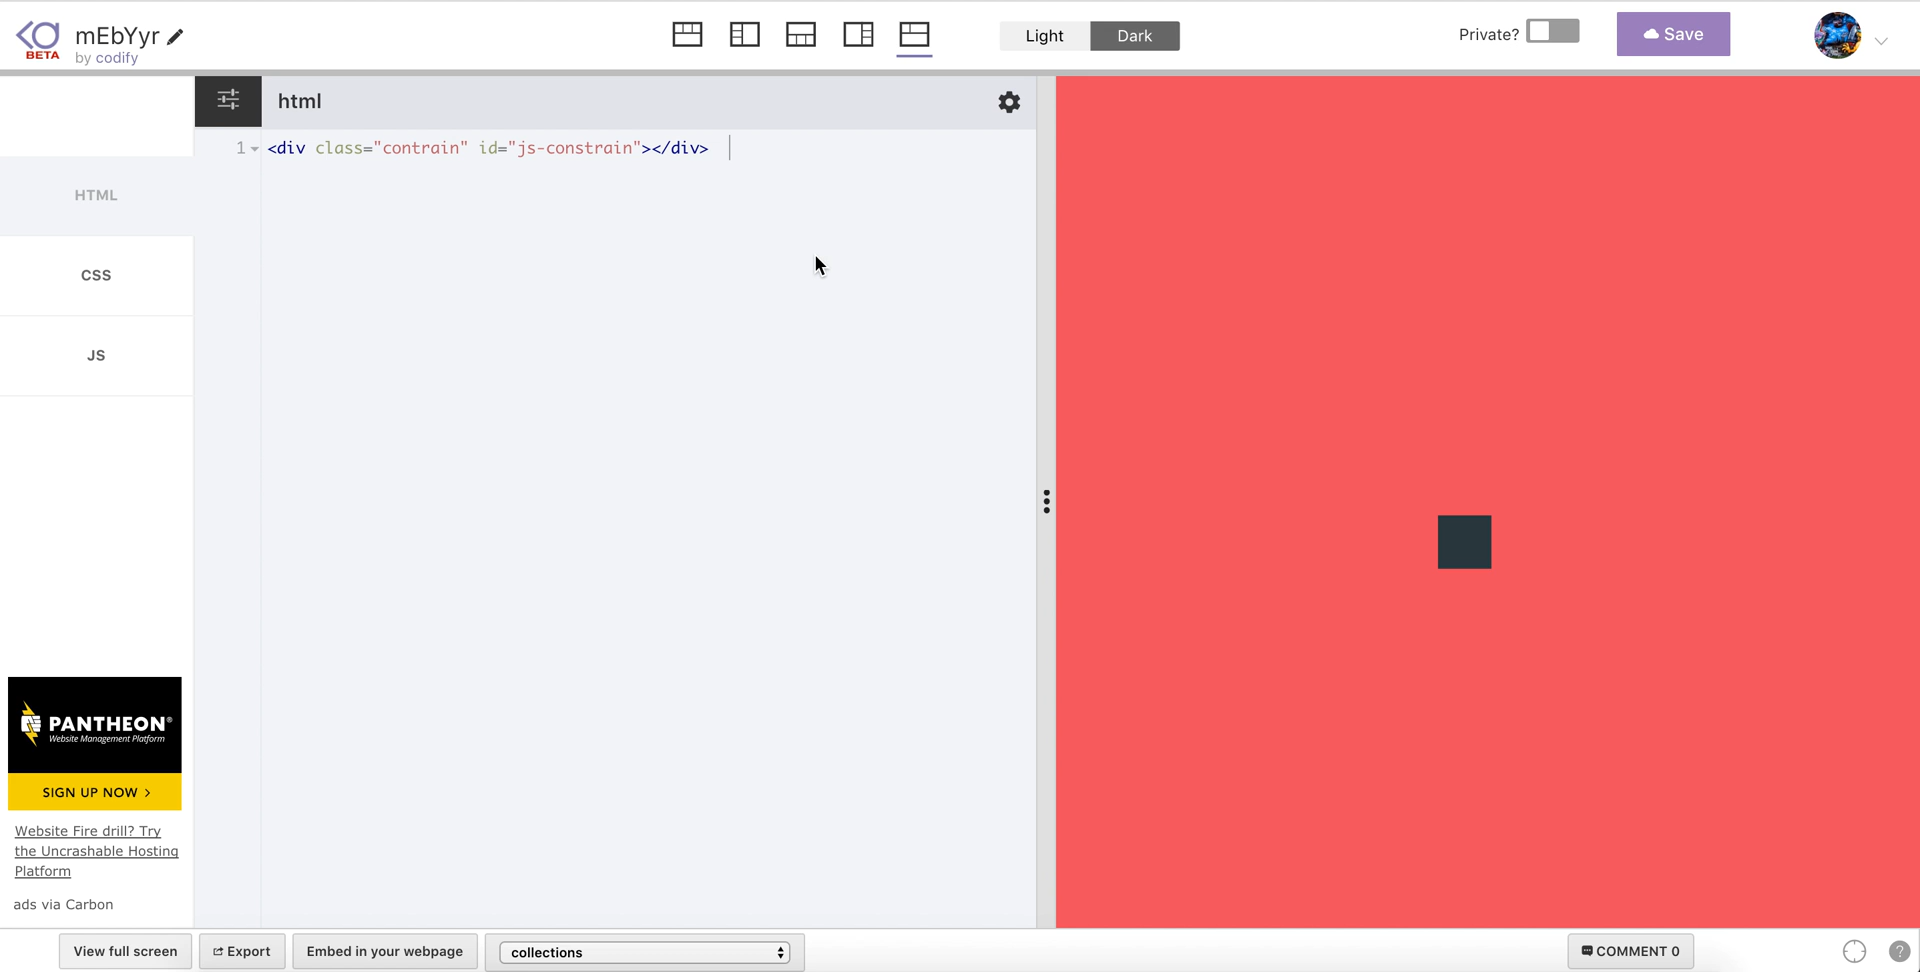 mEbYyr
BETA
by codify
Light
Dark
Private?
Save
html
1
<div class="contrain" id="js-constrain"></div>
HTML
CSS
JS
PANTHEON®
Website Management Platform
SIGN UP NOW >
Website Fire drill? Try
the Uncrashable Hosting
Platform
ads via Carbon
View full screen
Export
Embed in your webpage
collections
COMMENT 0
?